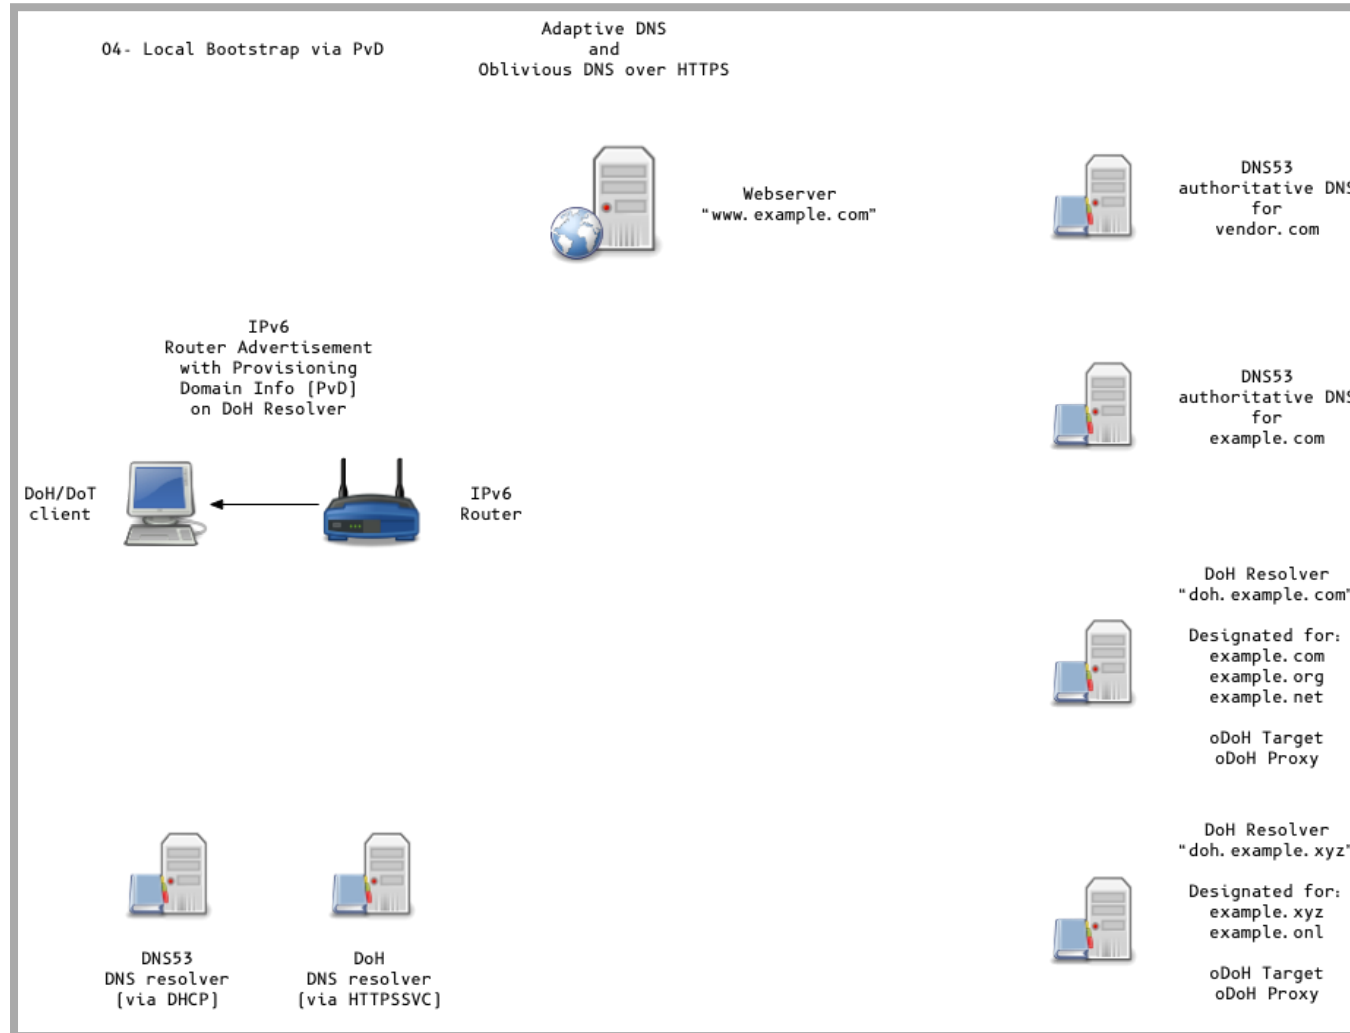 04- Local Bootstrap via PvD
Adaptive DNS
and
Oblivious DNS over HTTPS
Webserver
"www.example.com"
DNS53
authoritative DNS
for
vendor.com
IPv6
Router Advertisement
with Provisioning
Domain Info [PvD]
on DoH Resolver
DNS53
authoritative DNS
for
example.com
DoH/DoT
client
IPv6
Router
DoH Resolver
"doh.example.com"
Designated for:
example.com
example.org
example.net
oDoH Target
oDoH Proxy
DoH Resolver
"doh.example.xyz"
Designated for:
example.xyz
example.onl
oDoH Target
oDoH Proxy
DNS53
DNS resolver
[via DHCP]
DoH
DNS resolver
[via HTTPSSVC]